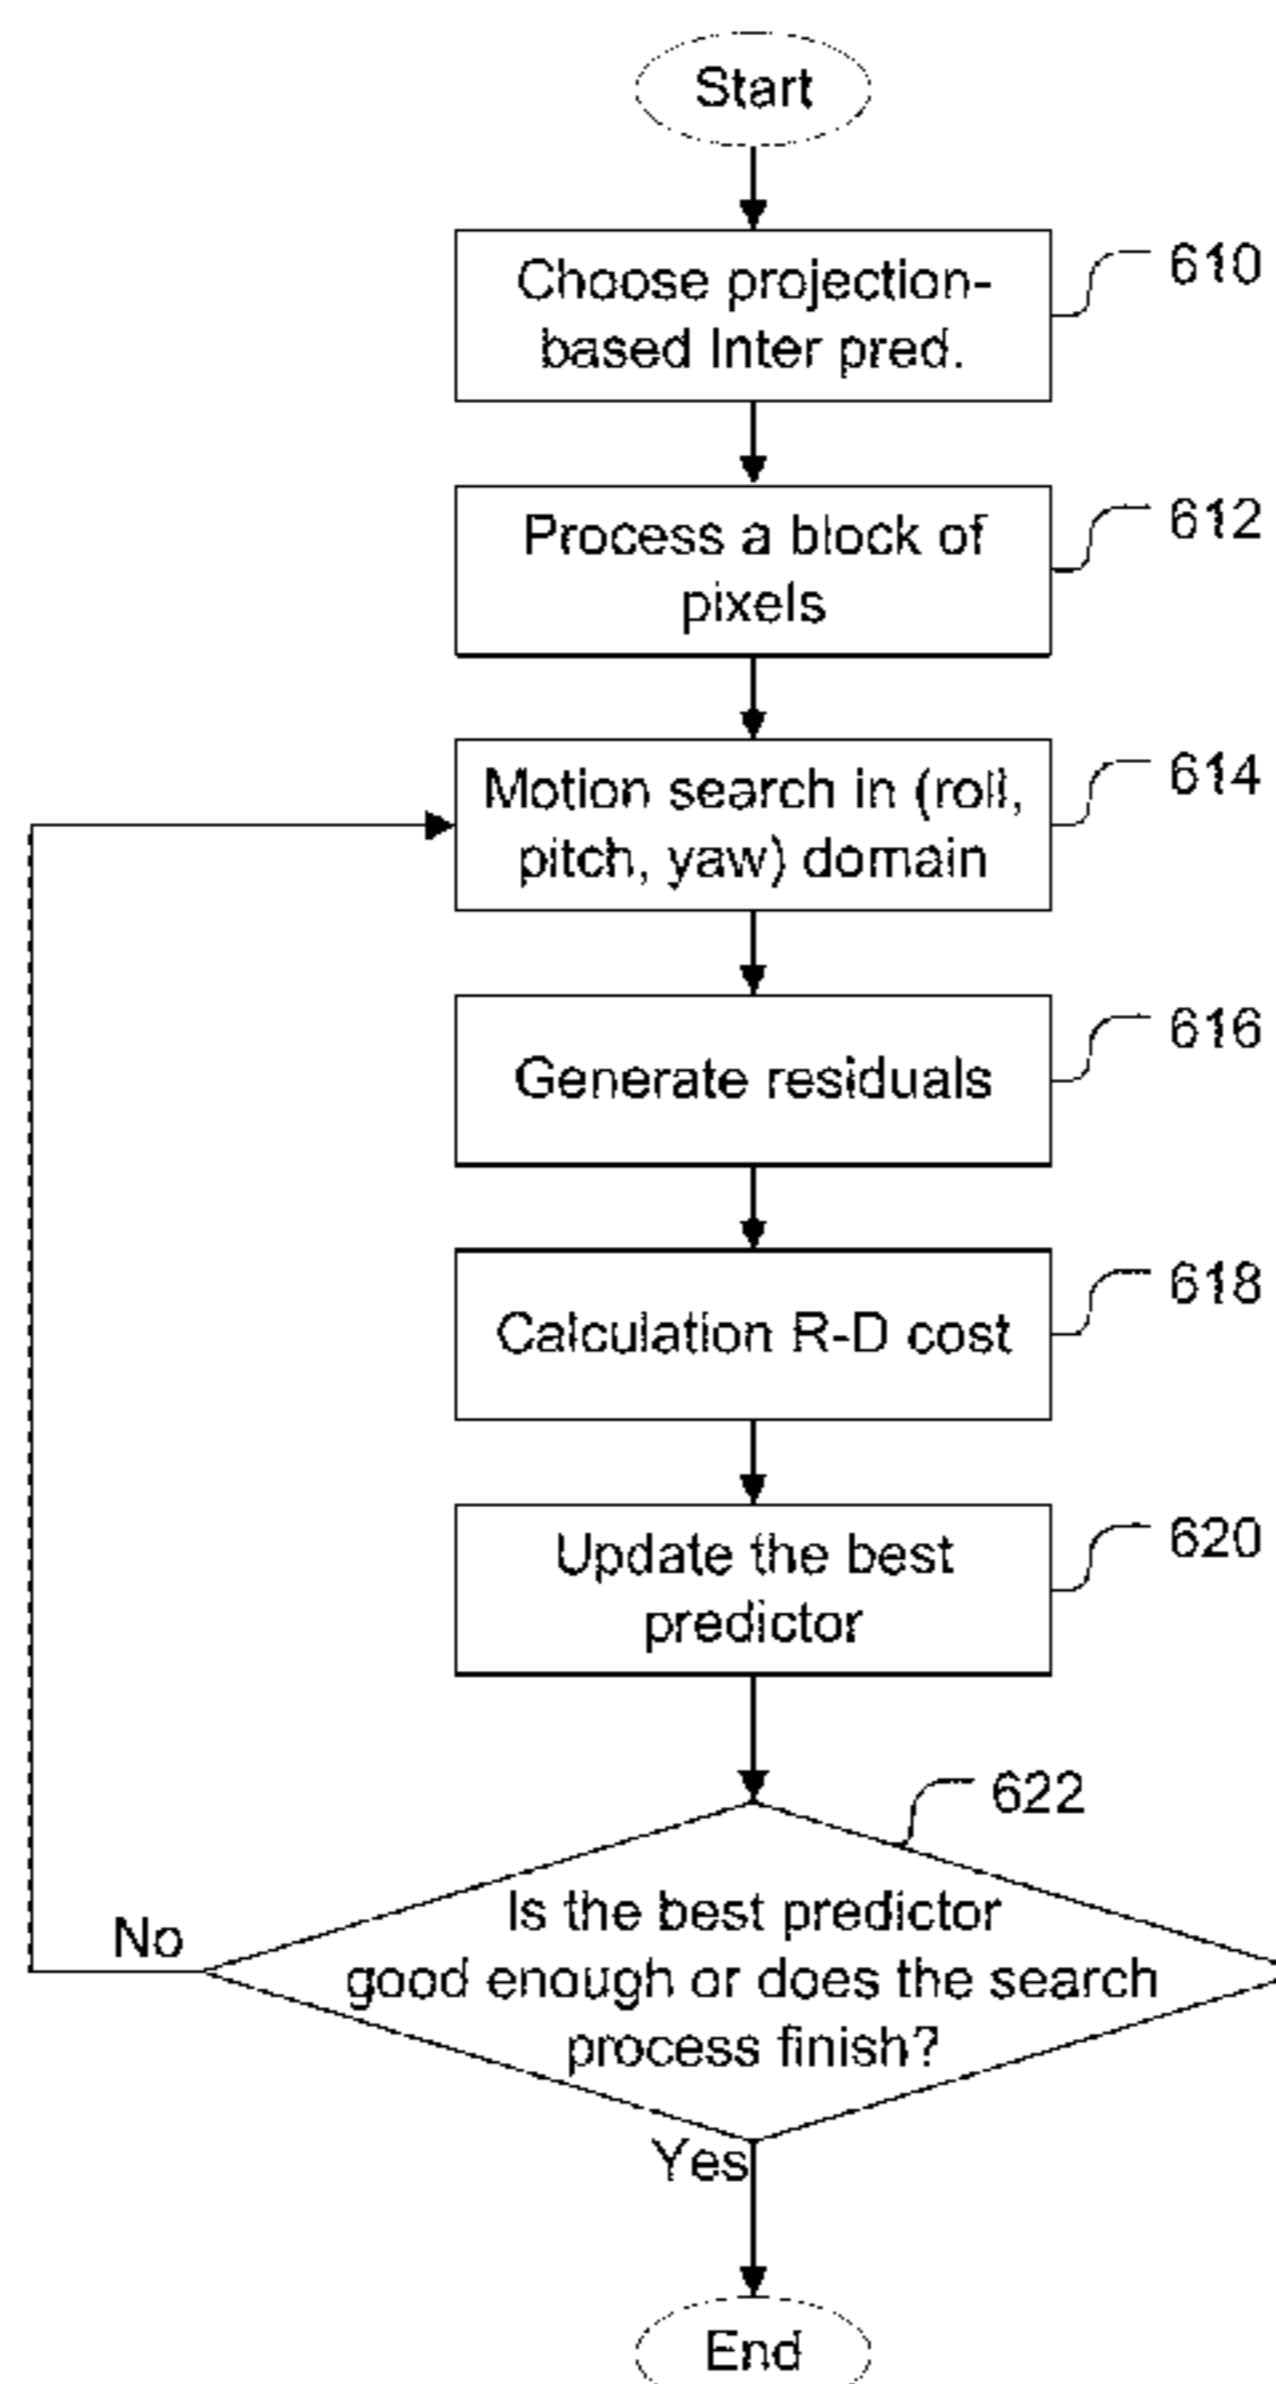 Start
Choose projection-
based Inter pred.
610
Process a block of
pixels
612
Motion search in (roll,
pitch, yaw) domain
614
Generate residuals
616
Calculation R-D cost
618
Update the best
predictor
620
622
Is the best predictor
good enough or does the search
process finish?
No
Yes
End